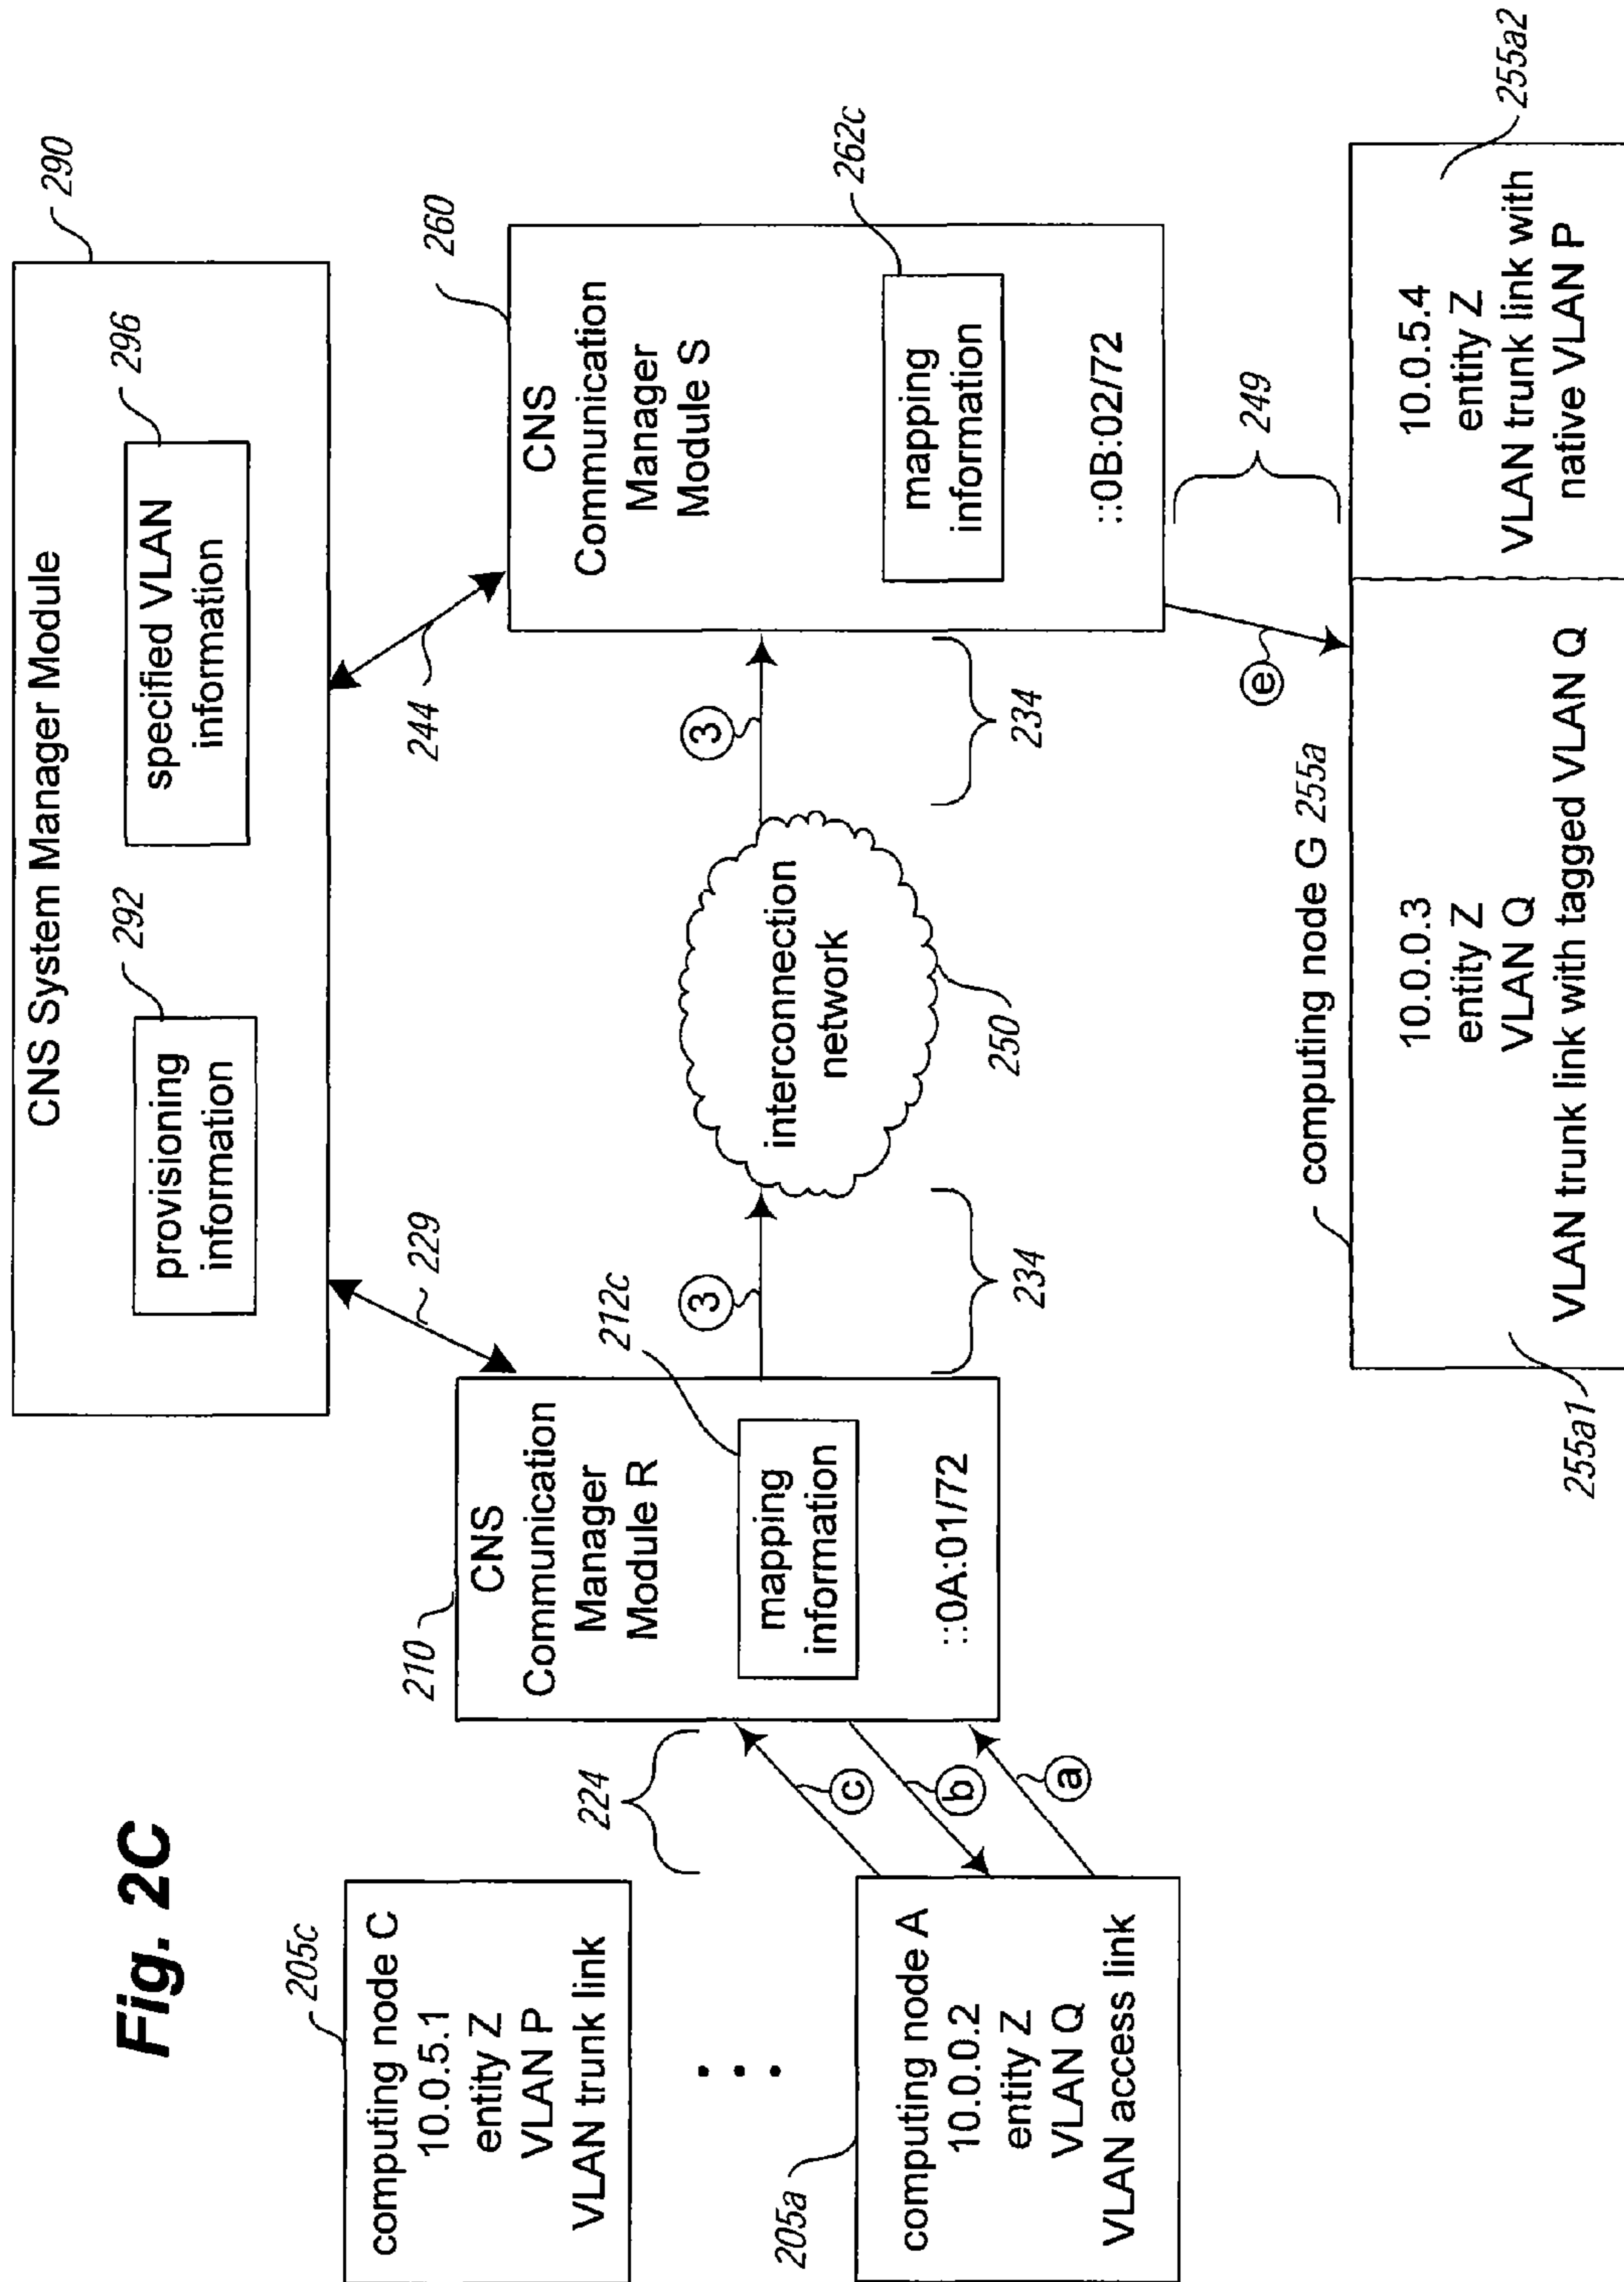 Fig. 2C
CNS System Manager Module
290
provisioning
information
292
specified VLAN
information
296
229
244
205c
computing node C
10.0.5.1
entity Z
VLAN P
VLAN trunk link
205a
computing node A
10.0.0.2
entity Z
VLAN Q
VLAN access link
224
c
b
a
210
CNS
Communication
Manager
Module R
mapping
information
212c
::0A:01/72
3
234
interconnection
network
250
3
234
260
CNS
Communication
Manager
Module S
mapping
information
262c
::0B:02/72
e
249
computing node G 255a
10.0.0.3
entity Z
VLAN Q
VLAN trunk link with tagged VLAN Q
255a1
10.0.5.4
entity Z
VLAN trunk link with
native VLAN P
255a2